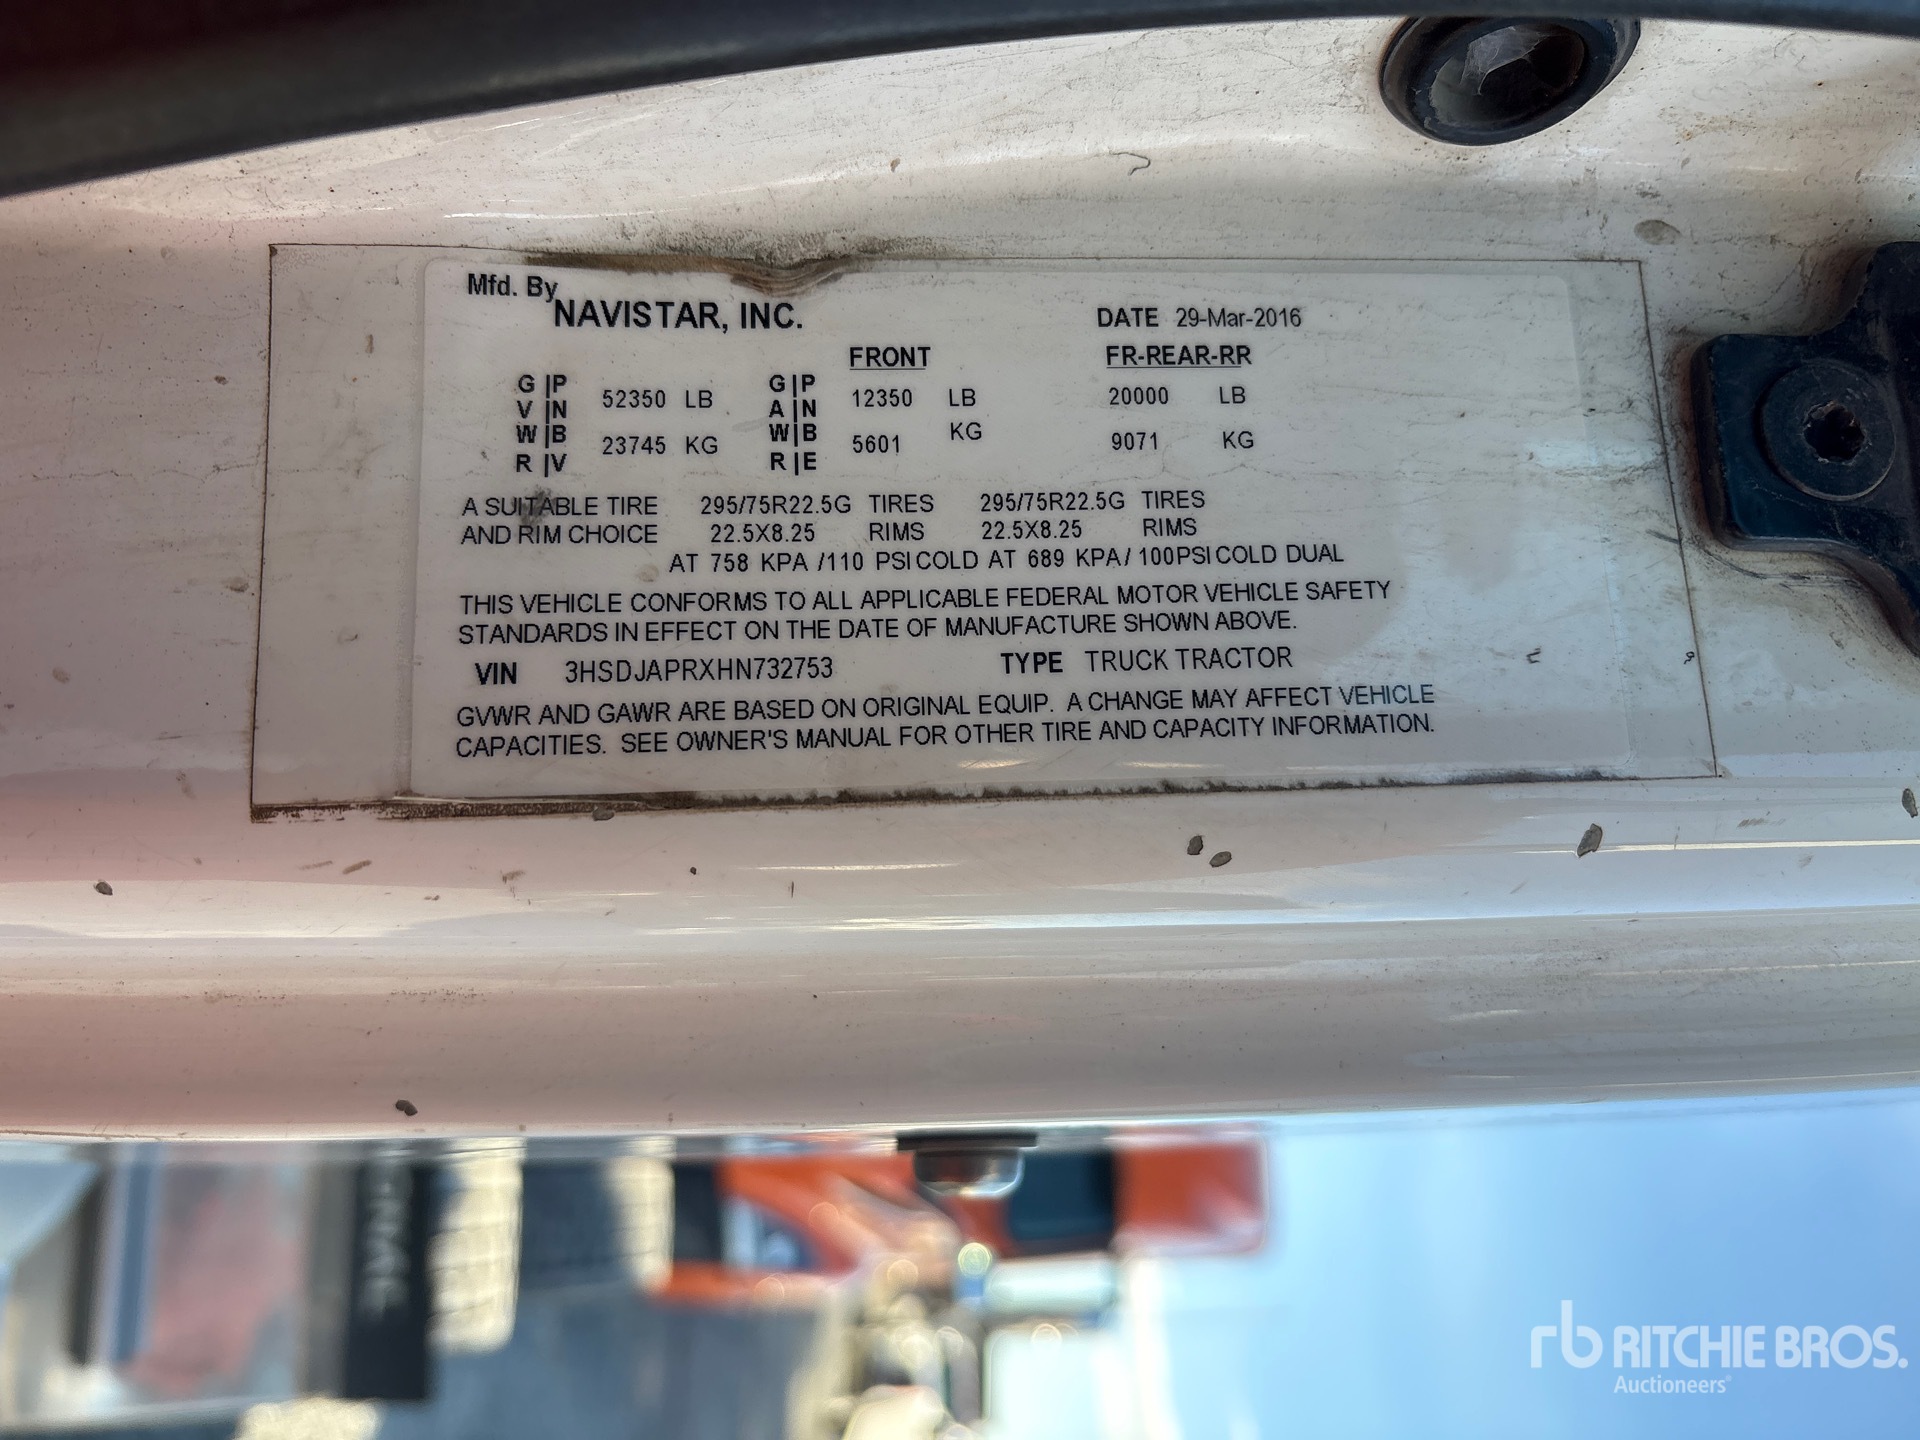 Mfd. By
NAVISTAR, INC.
DATE 29-Mar-2016
FRONT FR-REAR-RR
G|P 52350 LB G|P 12350 LB 20000 LB
V|N A|N
W|B 23745 KG W|B 5601 KG 9071 KG
R|V R|E
A SUITABLE TIRE 295/75R22.5G TIRES 295/75R22.5G TIRES
AND RIM CHOICE 22.5X8.25 RIMS 22.5X8.25 RIMS
AT 758 KPA /110 PSI COLD AT 689 KPA/ 100PSI COLD DUAL
THIS VEHICLE CONFORMS TO ALL APPLICABLE FEDERAL MOTOR VEHICLE SAFETY
STANDARDS IN EFFECT ON THE DATE OF MANUFACTURE SHOWN ABOVE.
VIN 3HSDJAPRXHN732753 TYPE TRUCK TRACTOR
GVWR AND GAWR ARE BASED ON ORIGINAL EQUIP. A CHANGE MAY AFFECT VEHICLE
CAPACITIES. SEE OWNER'S MANUAL FOR OTHER TIRE AND CAPACITY INFORMATION.
rb RITCHIE BROS.
Auctioneers